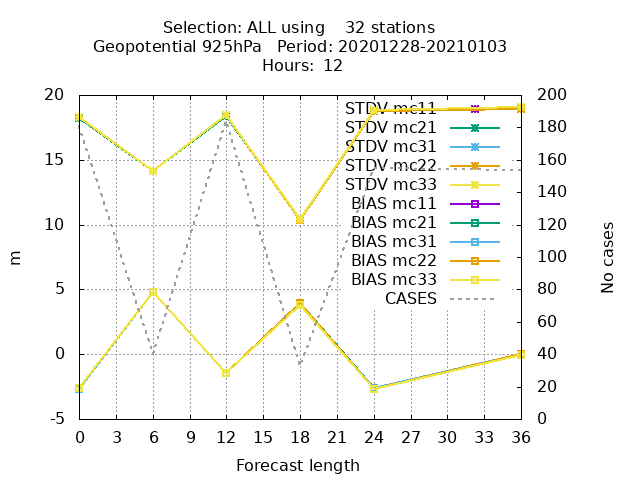 Selection: ALL using    32 stations
Geopotential 925hPa   Period: 20201228-20210103
Hours:  12
20
15
10
5
0
-5
m
200
180
160
140
120
100
80
60
40
20
0
No cases
STDV mc11
STDV mc21
STDV mc31
STDV mc22
STDV mc33
BIAS mc11
BIAS mc21
BIAS mc31
BIAS mc22
BIAS mc33
CASES
0 3 6 9 12 15 18 21 24 27 30 33 36
Forecast length